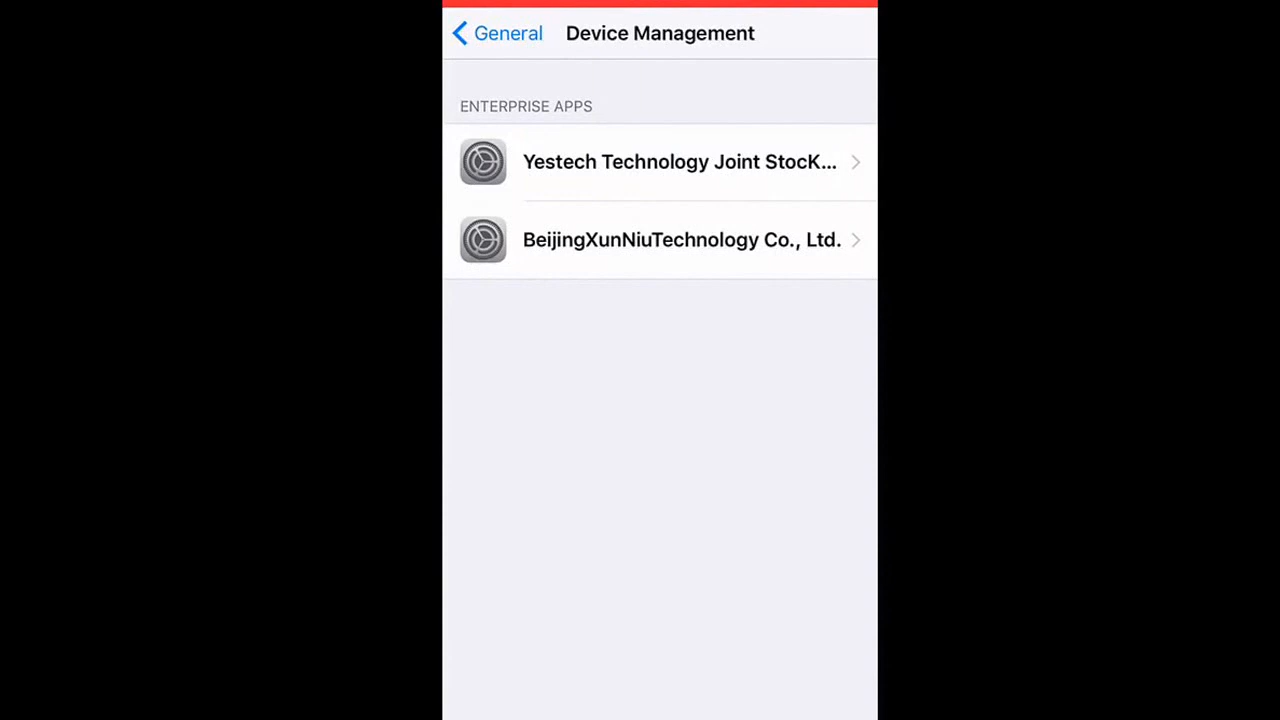 General Device Management
ENTERPRISE APPS
Yestech Technology Joint StocK...
BeijingXunNiuTechnology Co., Ltd.